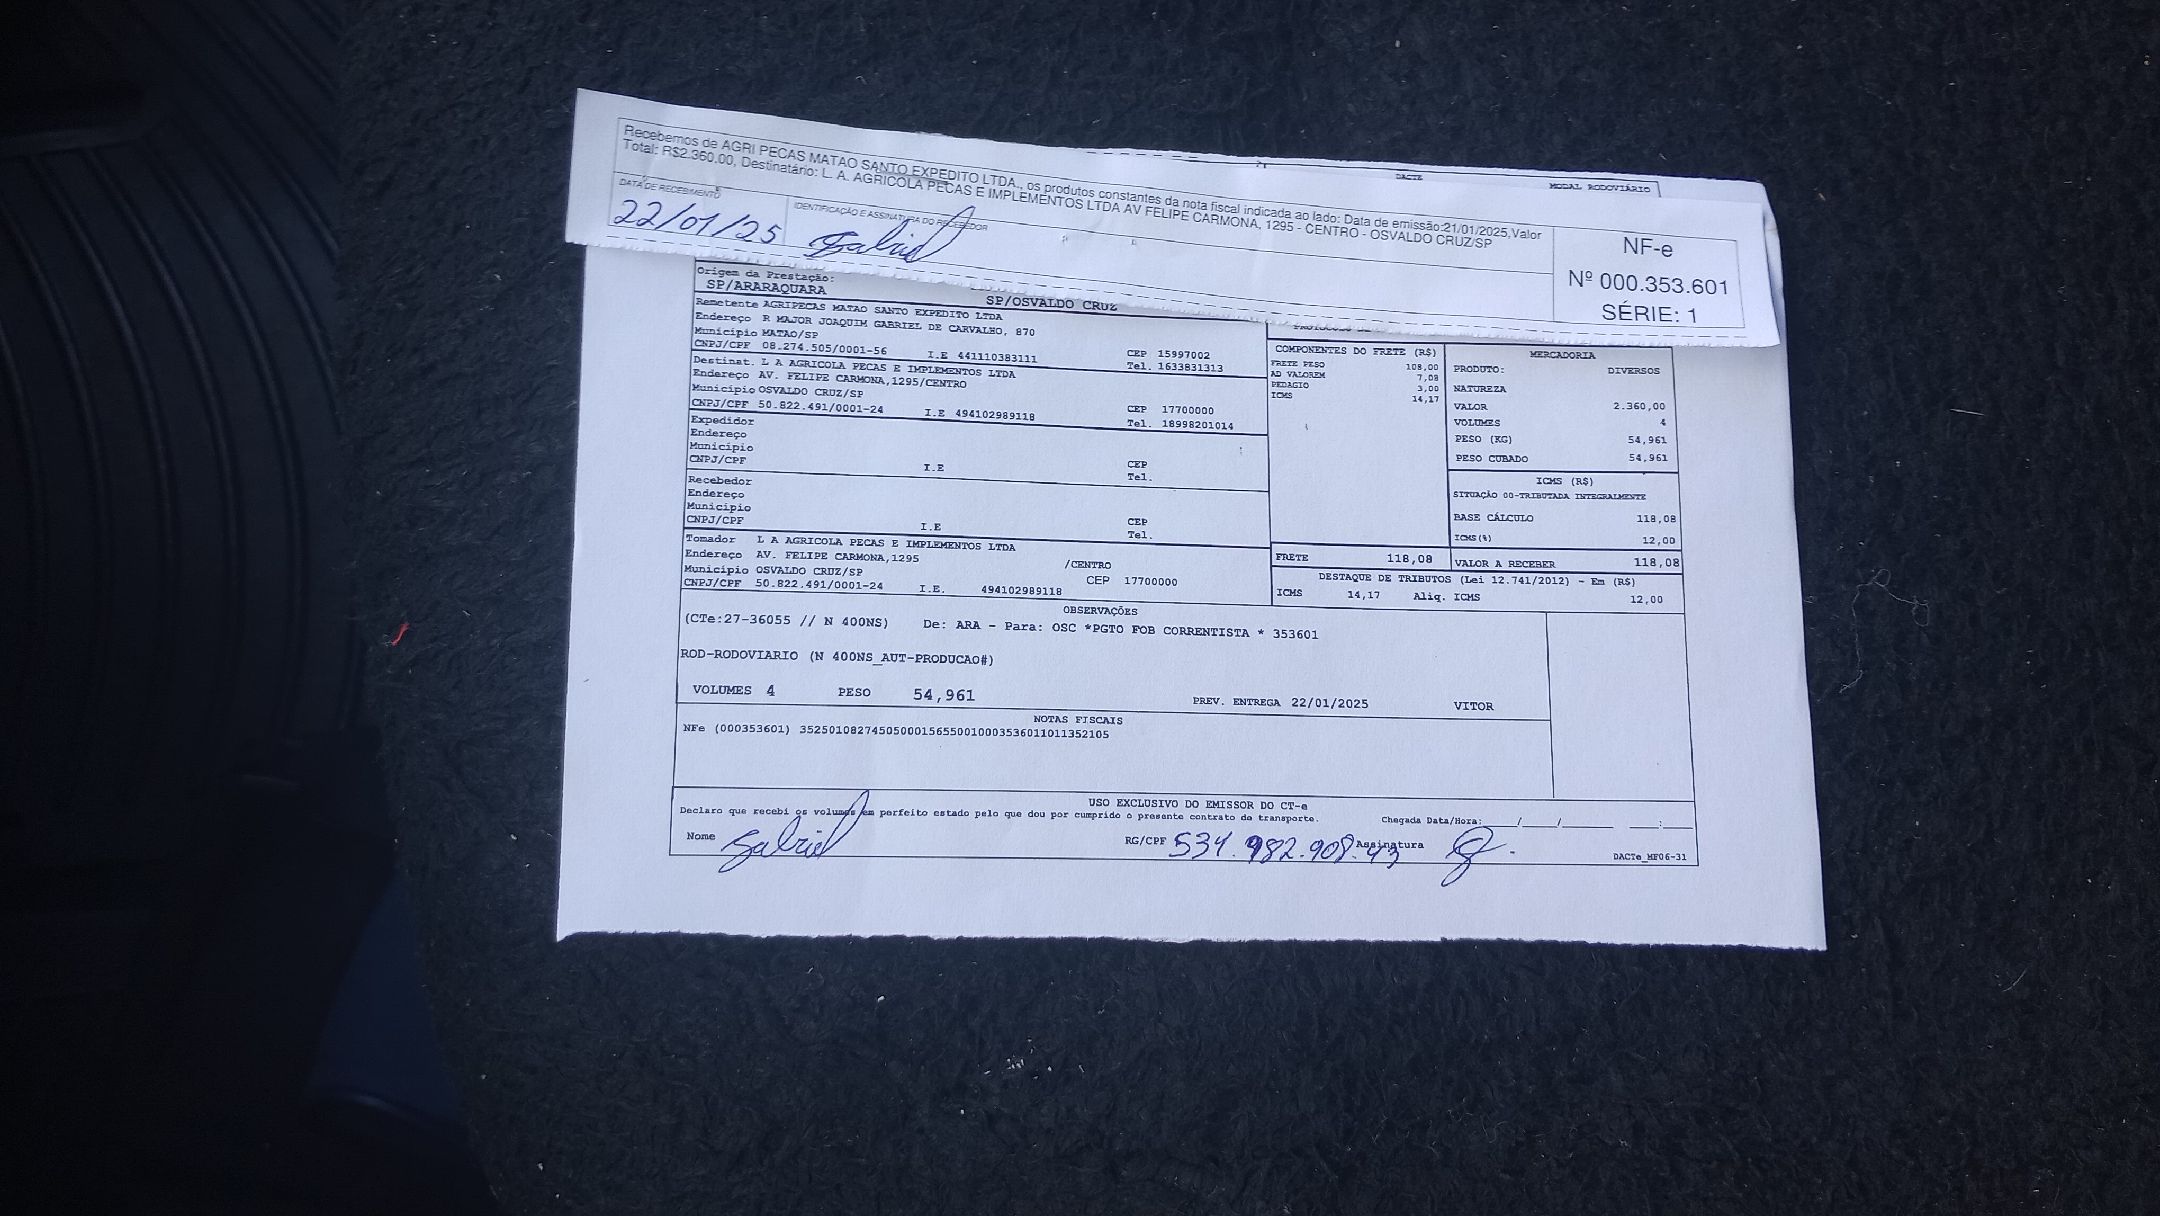 Recebemos de AGRI PECAS MATAO SANTO EXPEDITO LTDA., os produtos constantes da nota fiscal indicada ao lado: Data de emissão:21/01/2025,Valor
Total: R$2.360.00, Destinatário: L. A. AGRICOLA PECAS E IMPLEMENTOS LTDA AV FELIPE CARMONA, 1295 - CENTRO - OSVALDO CRUZ/SP
DATA DE RECEBIMENTO
IDENTIFICAÇÃO E ASSINATURA DO RECEBEDOR
22/01/25
Gabriel
NF-e
Nº 000.353.601
SÉRIE: 1
DACTE
MODAL RODOVIÁRIO
Origem da Prestação:
SP/ARARAQUARA
SP/OSVALDO CRUZ
Remetente AGRIPECAS MATAO SANTO EXPEDITO LTDA
Endereço R MAJOR JOAQUIM GABRIEL DE CARVALHO, 870
Município MATAO/SP CEP 15997002
CNPJ/CPF 08.274.505/0001-56 I.E 441110383111 Tel. 1633831313
Destinat. L A AGRICOLA PECAS E IMPLEMENTOS LTDA
Endereço AV. FELIPE CARMONA,1295/CENTRO
Município OSVALDO CRUZ/SP CEP 17700000
CNPJ/CPF 50.822.491/0001-24 I.E 494102989118 Tel. 18998201014
Expedidor
Endereço
Município CEP
CNPJ/CPF I.E Tel.
Recebedor
Endereço
Município CEP
CNPJ/CPF I.E Tel.
Tomador L A AGRICOLA PECAS E IMPLEMENTOS LTDA
Endereço AV. FELIPE CARMONA,1295 /CENTRO
Município OSVALDO CRUZ/SP CEP 17700000
CNPJ/CPF 50.822.491/0001-24 I.E. 494102989118
COMPONENTES DO FRETE (R$)
FRETE PESO 108,00
AD VALOREM 7,08
PEDAGIO 3,00
ICMS 14,17
FRETE 118,08
MERCADORIA
PRODUTO: DIVERSOS
NATUREZA
VALOR 2.360,00
VOLUMES 4
PESO (KG) 54,961
PESO CUBADO 54,961
ICMS (R$)
SITUAÇÃO 00-TRIBUTADA INTEGRALMENTE
BASE CÁLCULO 118,08
ICMS(%) 12,00
VALOR A RECEBER 118,08
DESTAQUE DE TRIBUTOS (Lei 12.741/2012) - Em (R$)
ICMS 14,17 Aliq. ICMS 12,00
OBSERVAÇÕES
(CTe:27-36055 // N 400NS) De: ARA - Para: OSC *PGTO FOB CORRENTISTA * 353601
ROD-RODOVIARIO (N 400NS_AUT-PRODUCAO#)
VOLUMES 4 PESO 54,961 PREV. ENTREGA 22/01/2025 VITOR
NOTAS FISCAIS
NFe (000353601) 35250108274505000156550010003536011011352105
USO EXCLUSIVO DO EMISSOR DO CT-e
Declaro que recebi os volumes em perfeito estado pelo que dou por cumprido o presente contrato de transporte. Chegada Data/Hora:____/____/______ ____:____
Nome Gabriel RG/CPF 534.982.908.43 Assinatura
DACTe_MF06-31